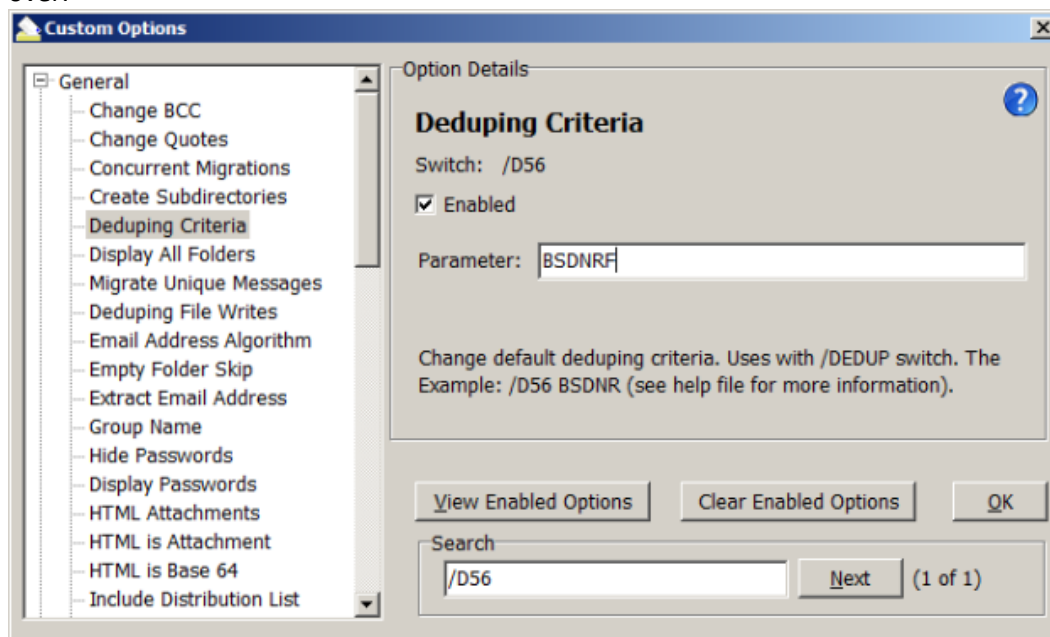 Custom Options
General
Change BCC
Change Quotes
Concurrent Migrations
Create Subdirectories
Deduping Criteria
Display All Folders
Migrate Unique Messages
Deduping File Writes
Email Address Algorithm
Empty Folder Skip
Extract Email Address
Group Name
Hide Passwords
Display Passwords
HTML Attachments
HTML is Attachment
HTML is Base 64
Include Distribution List
Option Details
Deduping Criteria
Switch: /D56
Enabled
Parameter: BSDNRF
Change default deduping criteria. Uses with /DEDUP switch. The
Example: /D56 BSDNR (see help file for more information).
View Enabled Options Clear Enabled Options OK
Search
/D56 Next (1 of 1)